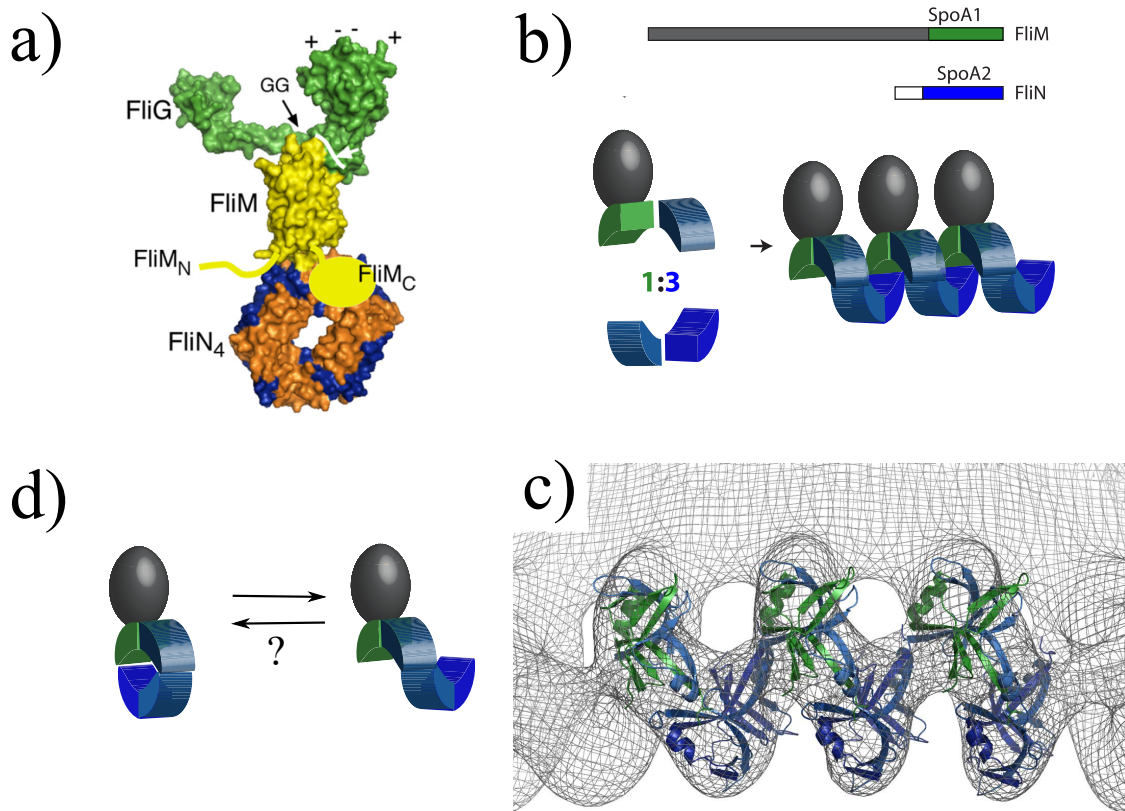 a)
+ - - +
GG
FliG
FliM
FliMN
FliMC
FliN4
b)
SpoA1
FliM
SpoA2
FliN
1:3
d)
?
c)